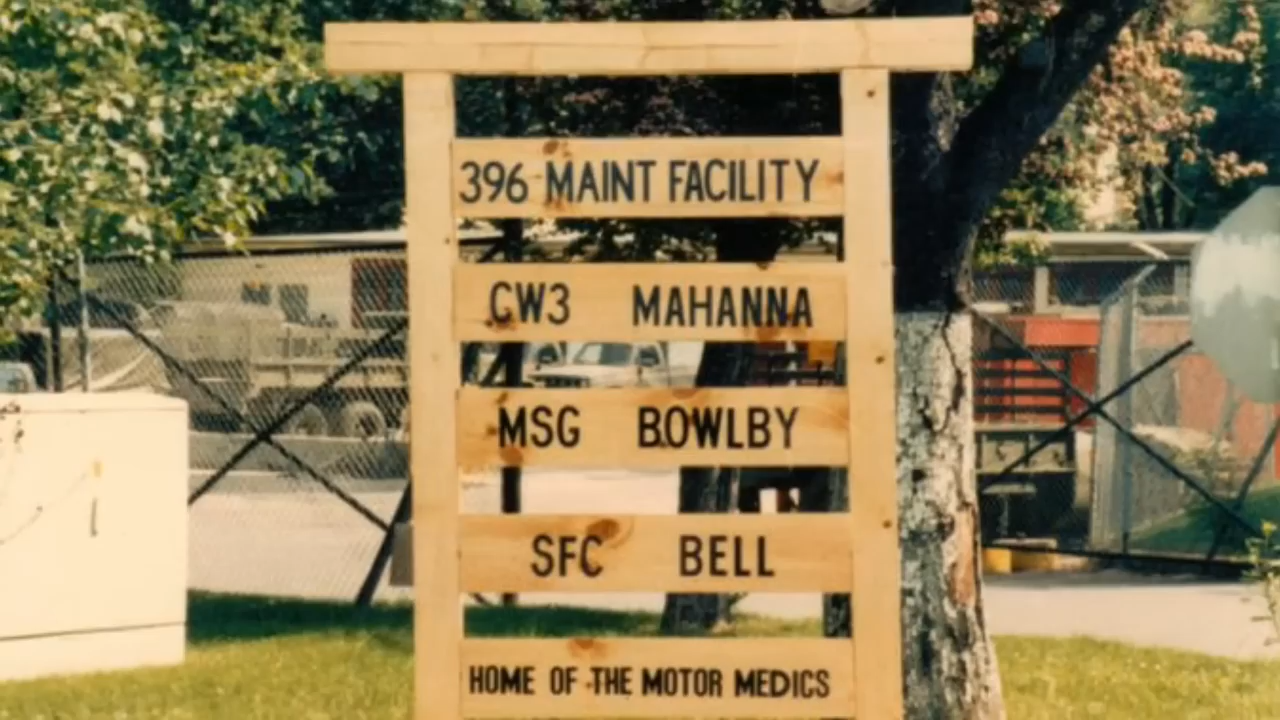 396 MAINT FACILITY
CW3 MAHANNA
MSG BOWLBY
SFC BELL
HOME OF THE MOTOR MEDICS